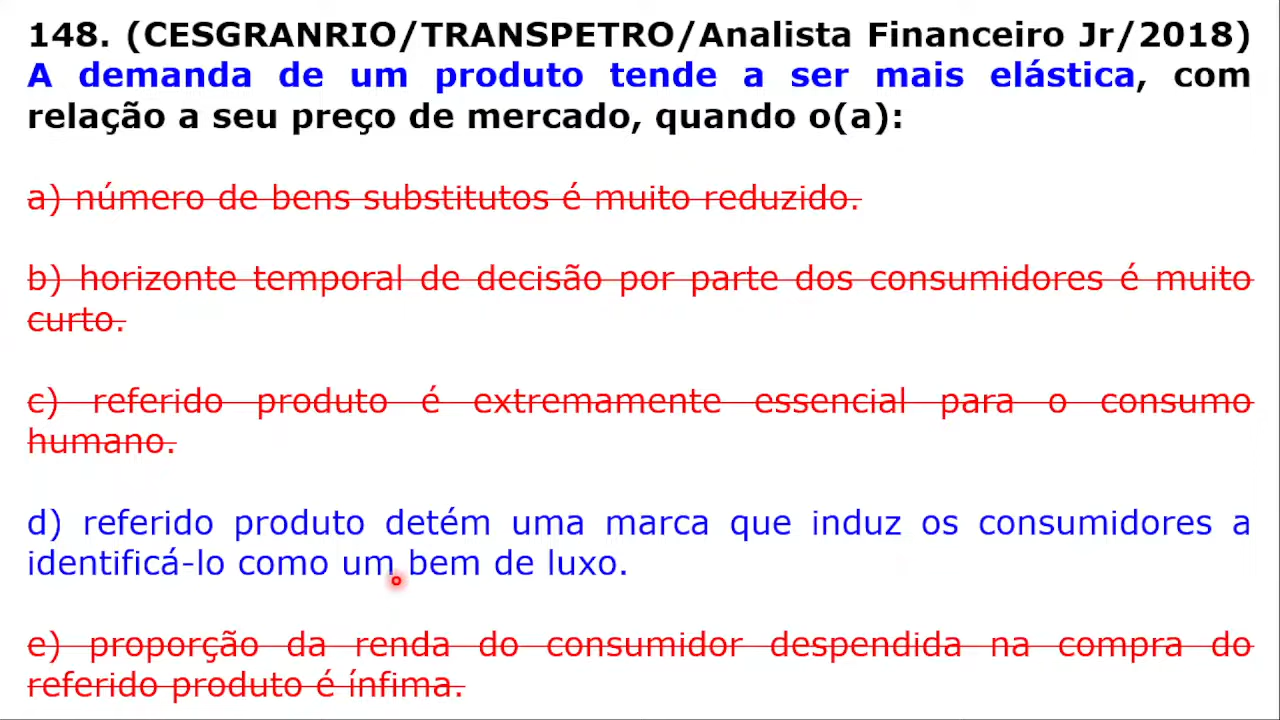 148. (CESGRANRIO/TRANSPETRO/Analista Financeiro Jr/2018)
A demanda de um produto tende a ser mais elástica, com
relação a seu preço de mercado, quando o(a):
a) número de bens substitutos é muito reduzido.
b) horizonte temporal de decisão por parte dos consumidores é muito
curto.
c) referido produto é extremamente essencial para o consumo
humano.
d) referido produto detém uma marca que induz os consumidores a
identificá-lo como um bem de luxo.
e) proporção da renda do consumidor despendida na compra do
referido produto é ínfima.